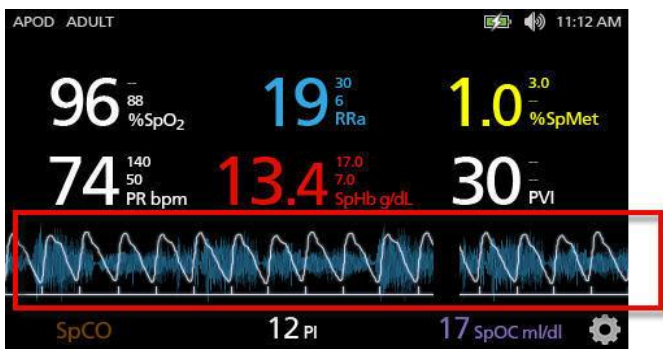 APOD ADULT 11:12 AM
96 -- 88 %SpO2
19 30 6 RRa
1.0 3.0 -- %SpMet
74 140 50 PR bpm
13.4 17.0 7.0 SpHb g/dL
30 -- -- PVI
SpCO 12 PI 17 SpOC ml/dl